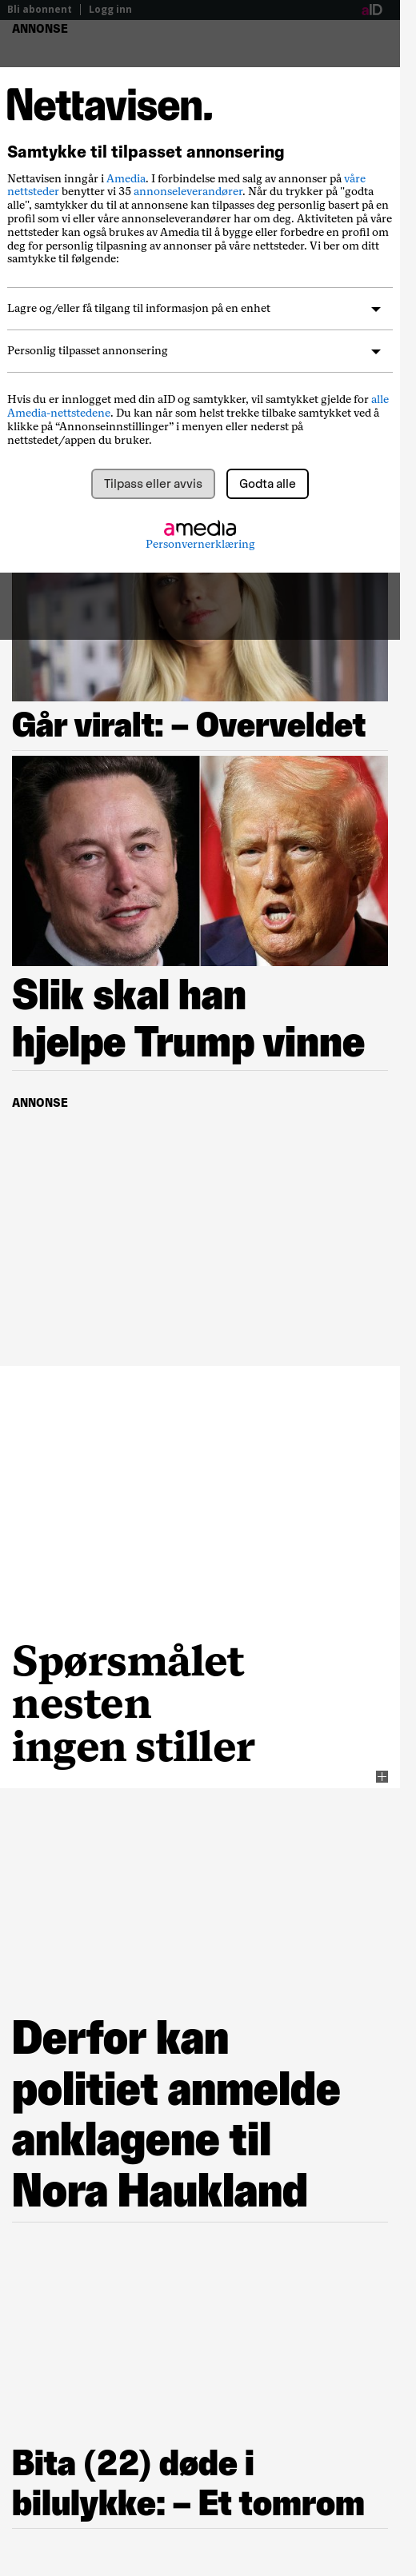 Bli abonnent | Logg inn aID
ANNONSE
Nettavisen.
Samtykke til tilpasset annonsering
Nettavisen inngår i Amedia. I forbindelse med salg av annonser på våre
nettsteder benytter vi 35 annonseleverandører. Når du trykker på "godta
alle", samtykker du til at annonsene kan tilpasses deg personlig basert på en
profil som vi eller våre annonseleverandører har om deg. Aktiviteten på våre
nettsteder kan også brukes av Amedia til å bygge eller forbedre en profil om
deg for personlig tilpasning av annonser på våre nettsteder. Vi ber om ditt
samtykke til følgende:
Lagre og/eller få tilgang til informasjon på en enhet
Personlig tilpasset annonsering
Hvis du er innlogget med din aID og samtykker, vil samtykket gjelde for alle
Amedia-nettstedene. Du kan når som helst trekke tilbake samtykket ved å
klikke på “Annonseinnstillinger” i menyen eller nederst på
nettstedet/appen du bruker.
Tilpass eller avvis Godta alle
amedia
Personvernerklæring
Går viralt: – Overveldet
Slik skal han
hjelpe Trump vinne
ANNONSE
Spørsmålet
nesten
ingen stiller
Derfor kan
politiet anmelde
anklagene til
Nora Haukland
Bita (22) døde i
bilulykke: – Et tomrom